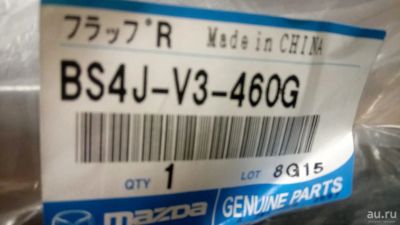 フラップR Made in CHINA
BS4J-V3-460G
QTY 1 LOT 8G15
mazda GENUINE PARTS
au.ru